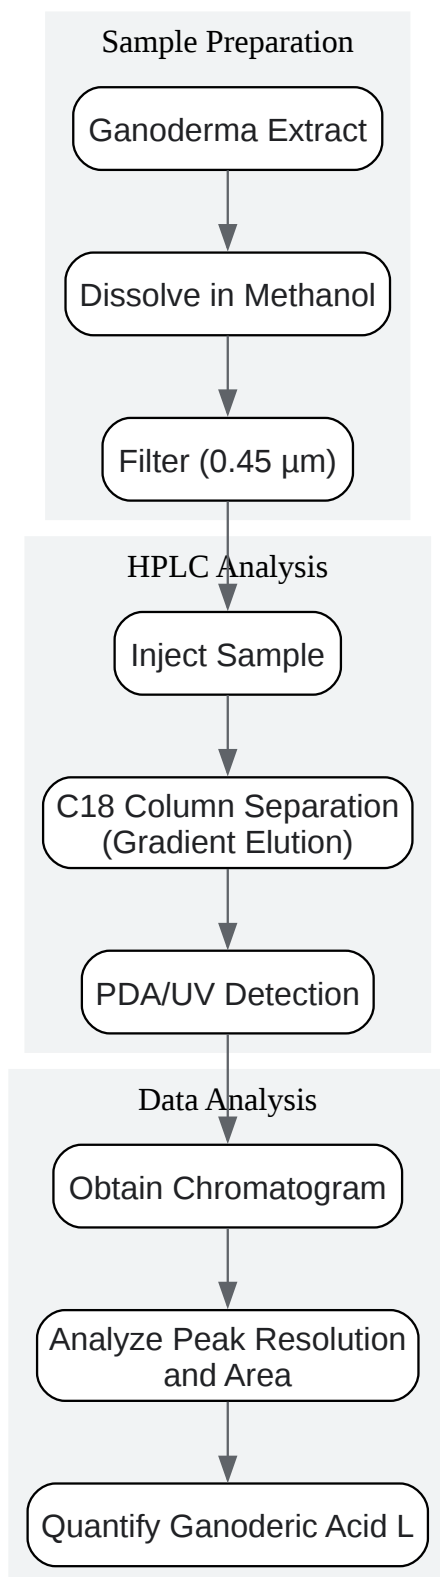 Sample Preparation
Ganoderma Extract
Dissolve in Methanol
Filter (0.45 µm)
HPLC Analysis
Inject Sample
C18 Column Separation
(Gradient Elution)
PDA/UV Detection
Data Analysis
Obtain Chromatogram
Analyze Peak Resolution
and Area
Quantify Ganoderic Acid L